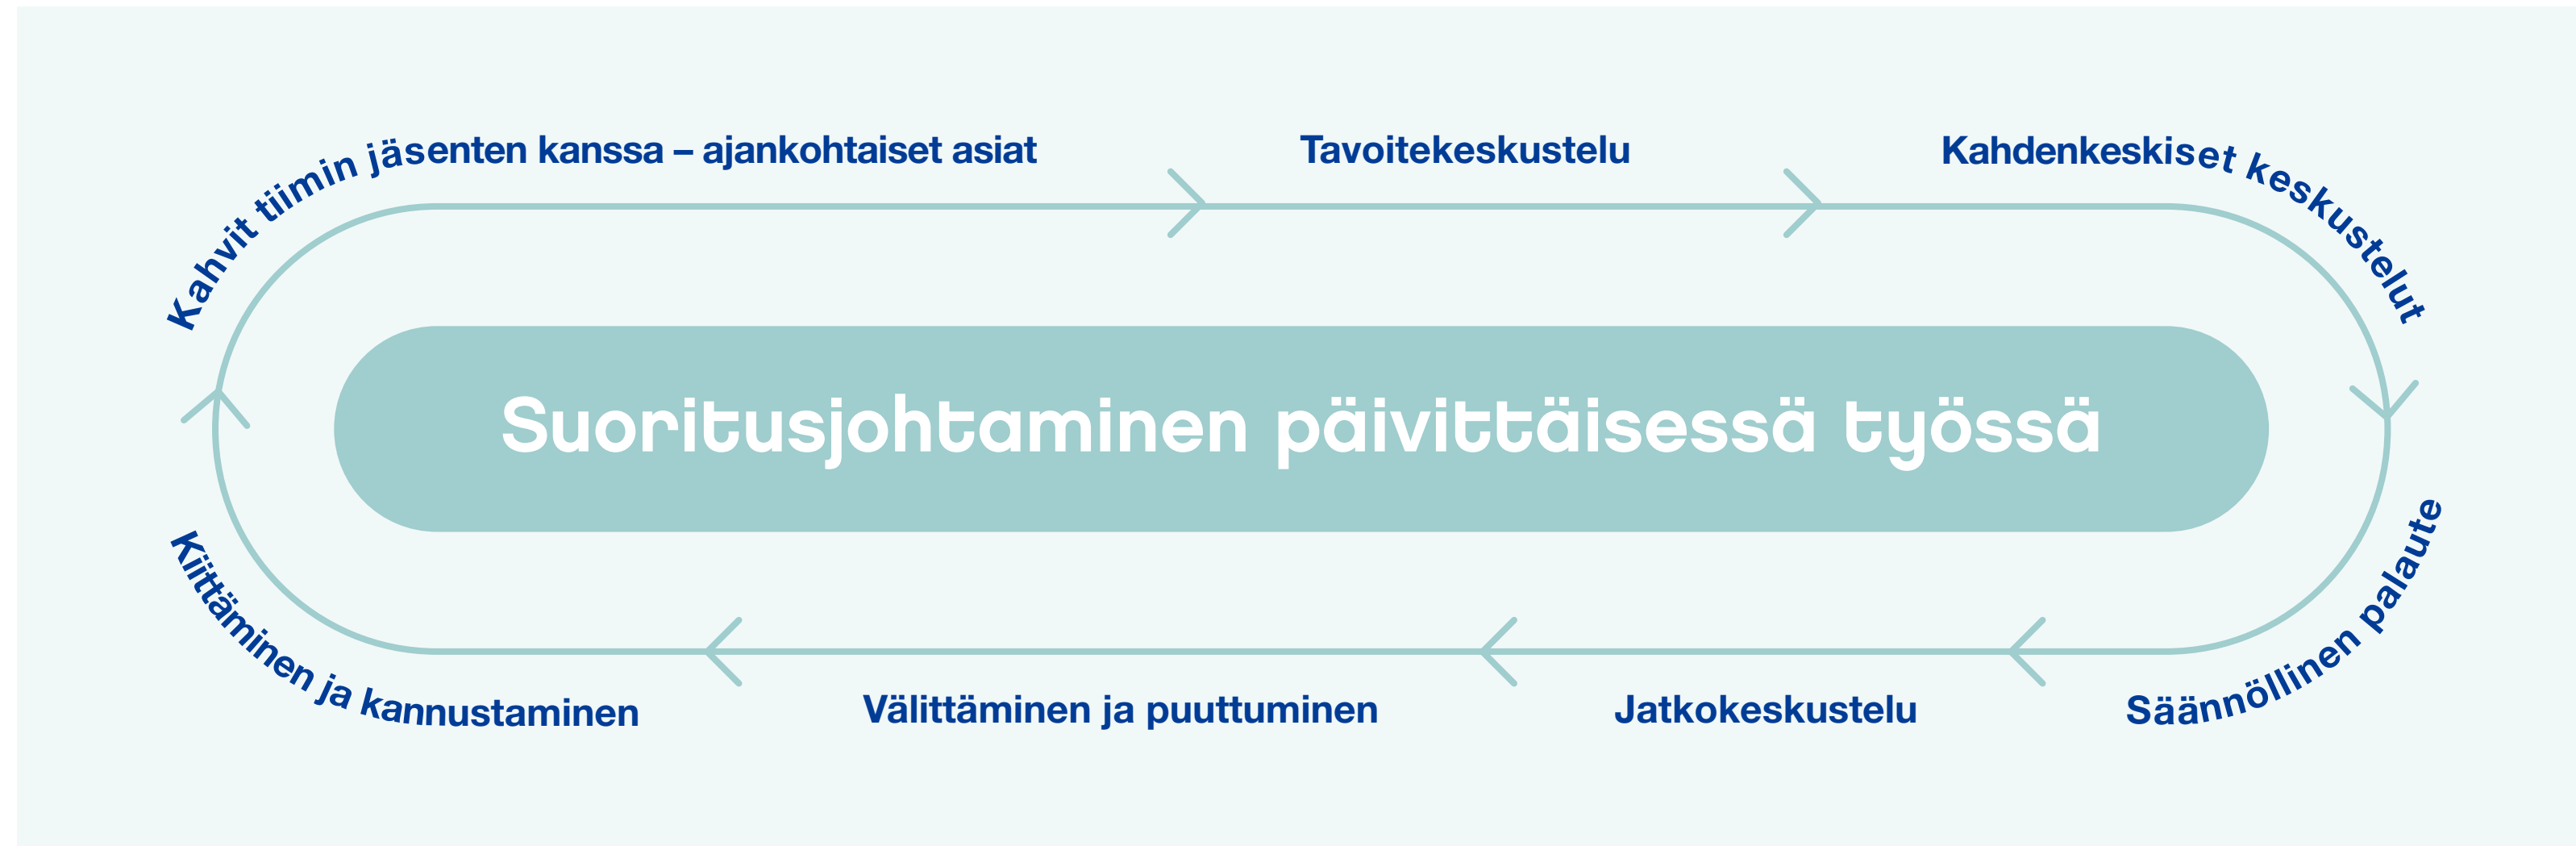 Kahvit tiimin jäsenten kanssa – ajankohtaiset asiat
Tavoitekeskustelu
Kahdenkeskiset keskustelut
Suoritusjohtaminen päivittäisessä työssä
Säännöllinen palaute
Jatkokeskustelu
Välittäminen ja puuttuminen
Kiittäminen ja kannustaminen